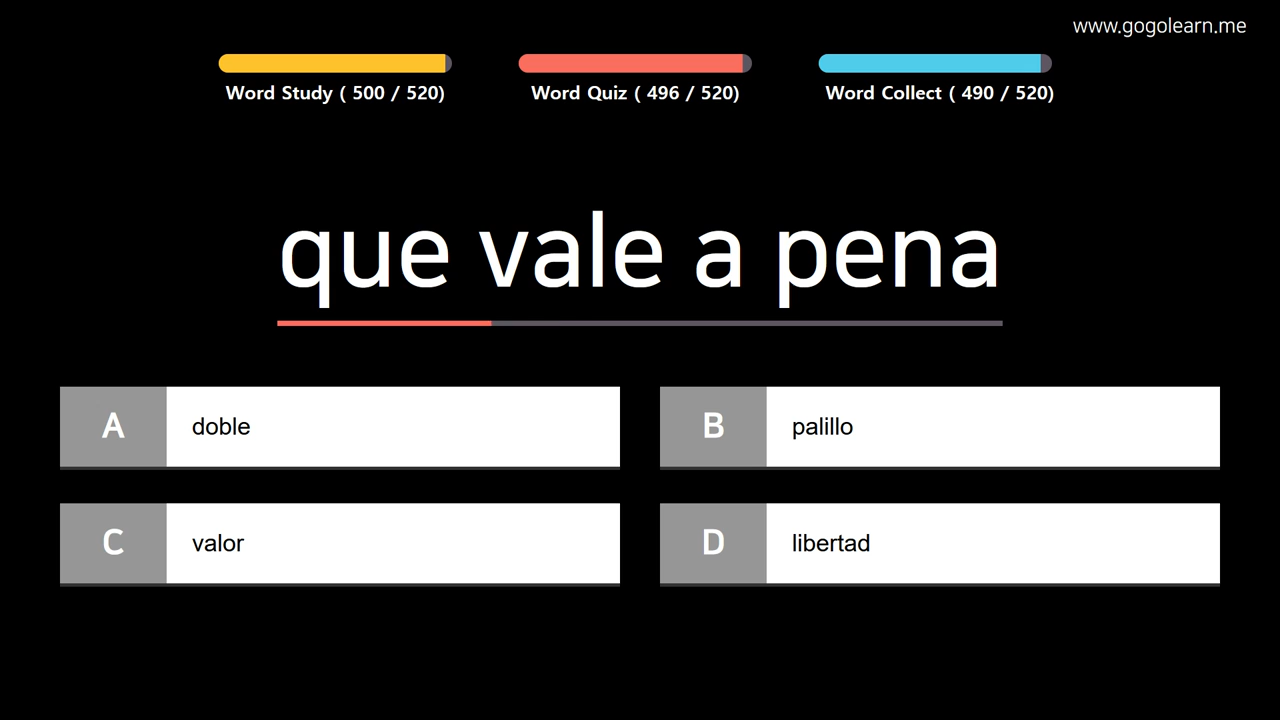 www.gogolearn.me
Word Study ( 500 / 520)
Word Quiz ( 496 / 520)
Word Collect ( 490 / 520)
que vale a pena
A
doble
B
palillo
C
valor
D
libertad